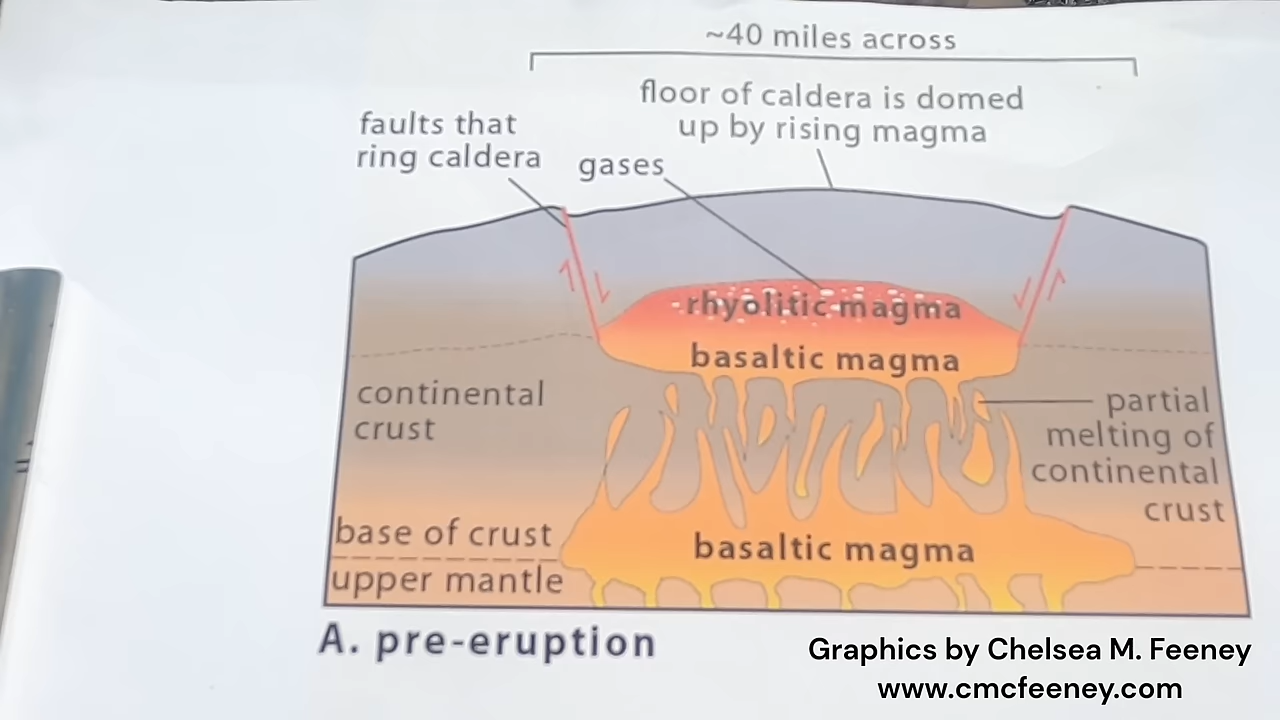 ~40 miles across
floor of caldera is domed
up by rising magma
faults that
ring caldera
gases
rhyolitic magma
basaltic magma
continental
crust
partial
melting of
continental
crust
base of crust
basaltic magma
upper mantle
A. pre-eruption
Graphics by Chelsea M. Feeney
www.cmcfeeney.com